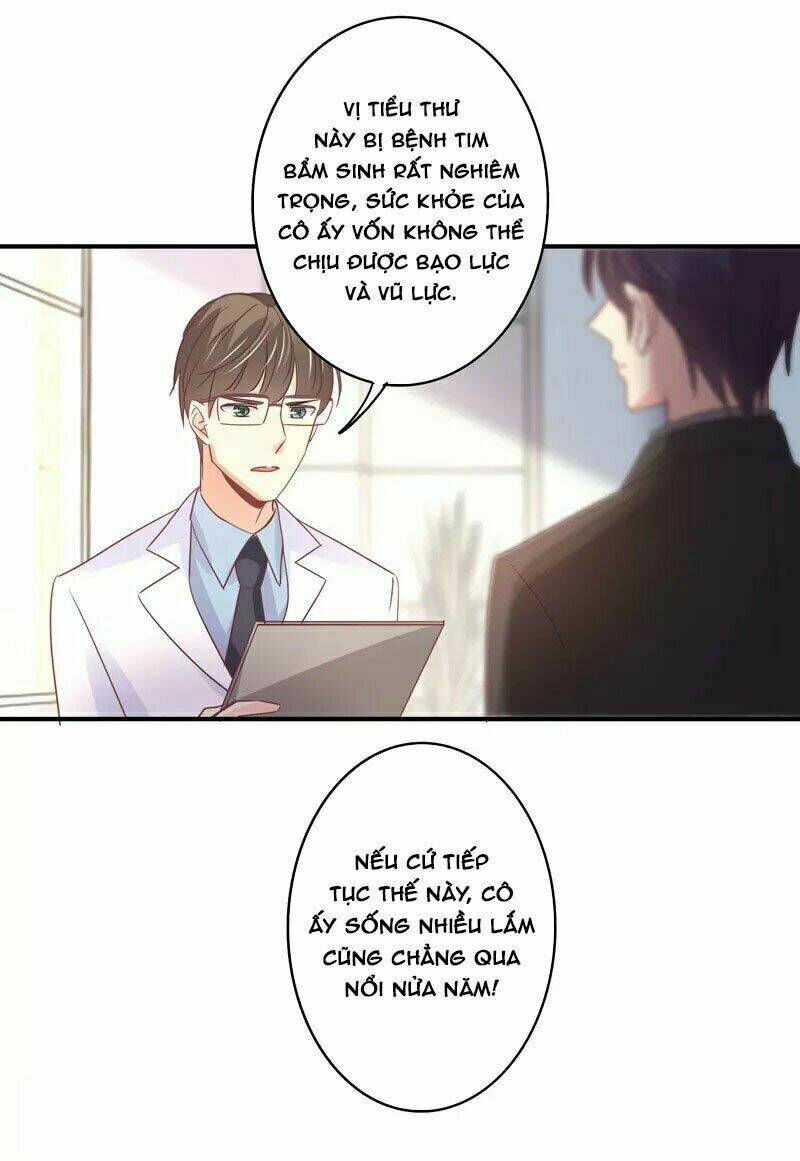 VỊ TIỂU THƯ
NÀY BỊ BỆNH TIM
BẨM SINH RẤT NGHIÊM
TRỌNG, SỨC KHỎE CỦA
CÔ ẤY VỐN KHÔNG THỂ
CHỊU ĐƯỢC BẠO LỰC
VÀ VŨ LỰC.
NẾU CỨ TIẾP
TỤC THẾ NÀY, CÔ
ẤY SỐNG NHIỀU LẮM
CŨNG CHẲNG QUA
NỔI NỬA NĂM!